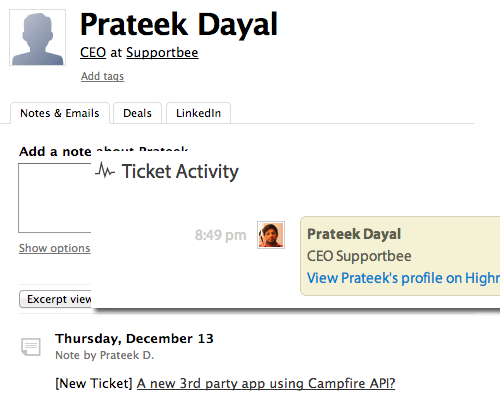 Prateek Dayal
CEO at Supportbee
Add tags
Notes & Emails
Deals
LinkedIn
Add a note about Prateek
Ticket Activity
8:49 pm
Prateek Dayal
CEO Supportbee
View Prateek's profile on Highr
Show options
Excerpt view
Thursday, December 13
Note by Prateek D.
[New Ticket] A new 3rd party app using Campfire API?